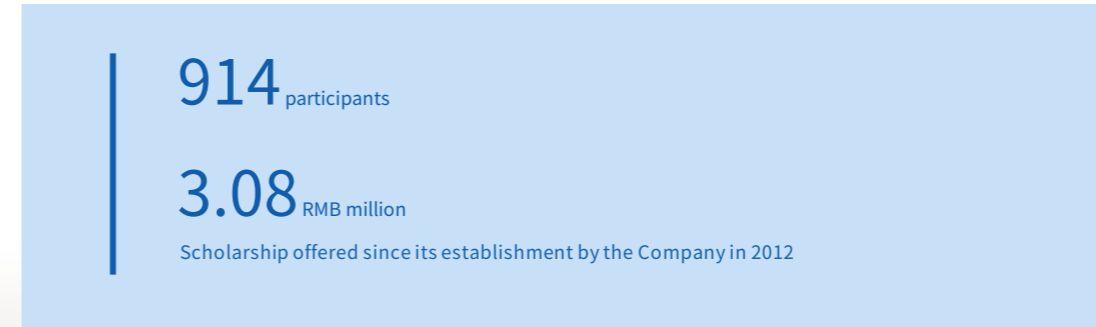 914 participants
3.08 RMB million
Scholarship offered since its establishment by the Company in 2012